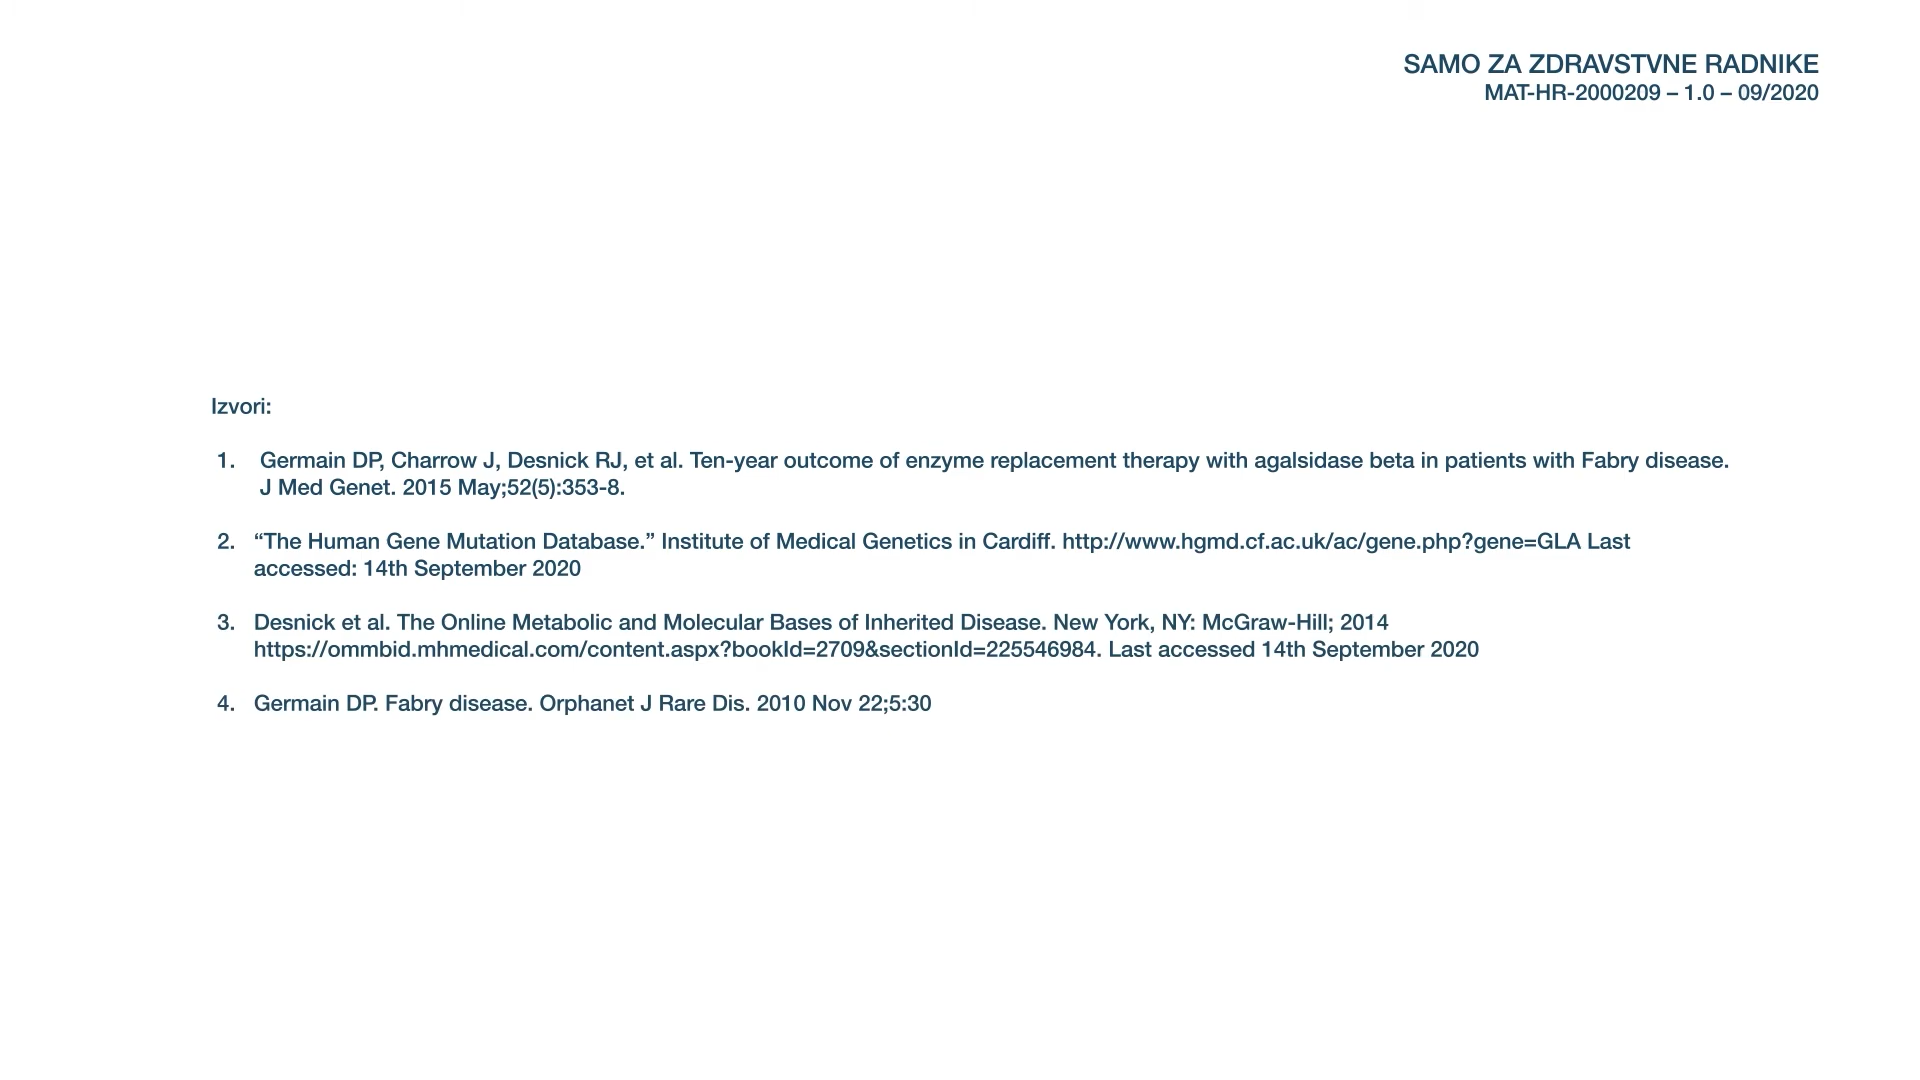 SAMO ZA ZDRAVSTVNE RADNIKE
MAT-HR-2000209 – 1.0 – 09/2020
Izvori:
1. Germain DP, Charrow J, Desnick RJ, et al. Ten-year outcome of enzyme replacement therapy with agalsidase beta in patients with Fabry disease.
J Med Genet. 2015 May;52(5):353-8.
2. “The Human Gene Mutation Database.” Institute of Medical Genetics in Cardiff. http://www.hgmd.cf.ac.uk/ac/gene.php?gene=GLA Last
accessed: 14th September 2020
3. Desnick et al. The Online Metabolic and Molecular Bases of Inherited Disease. New York, NY: McGraw-Hill; 2014
https://ommbid.mhmedical.com/content.aspx?bookId=2709&sectionId=225546984. Last accessed 14th September 2020
4. Germain DP. Fabry disease. Orphanet J Rare Dis. 2010 Nov 22;5:30